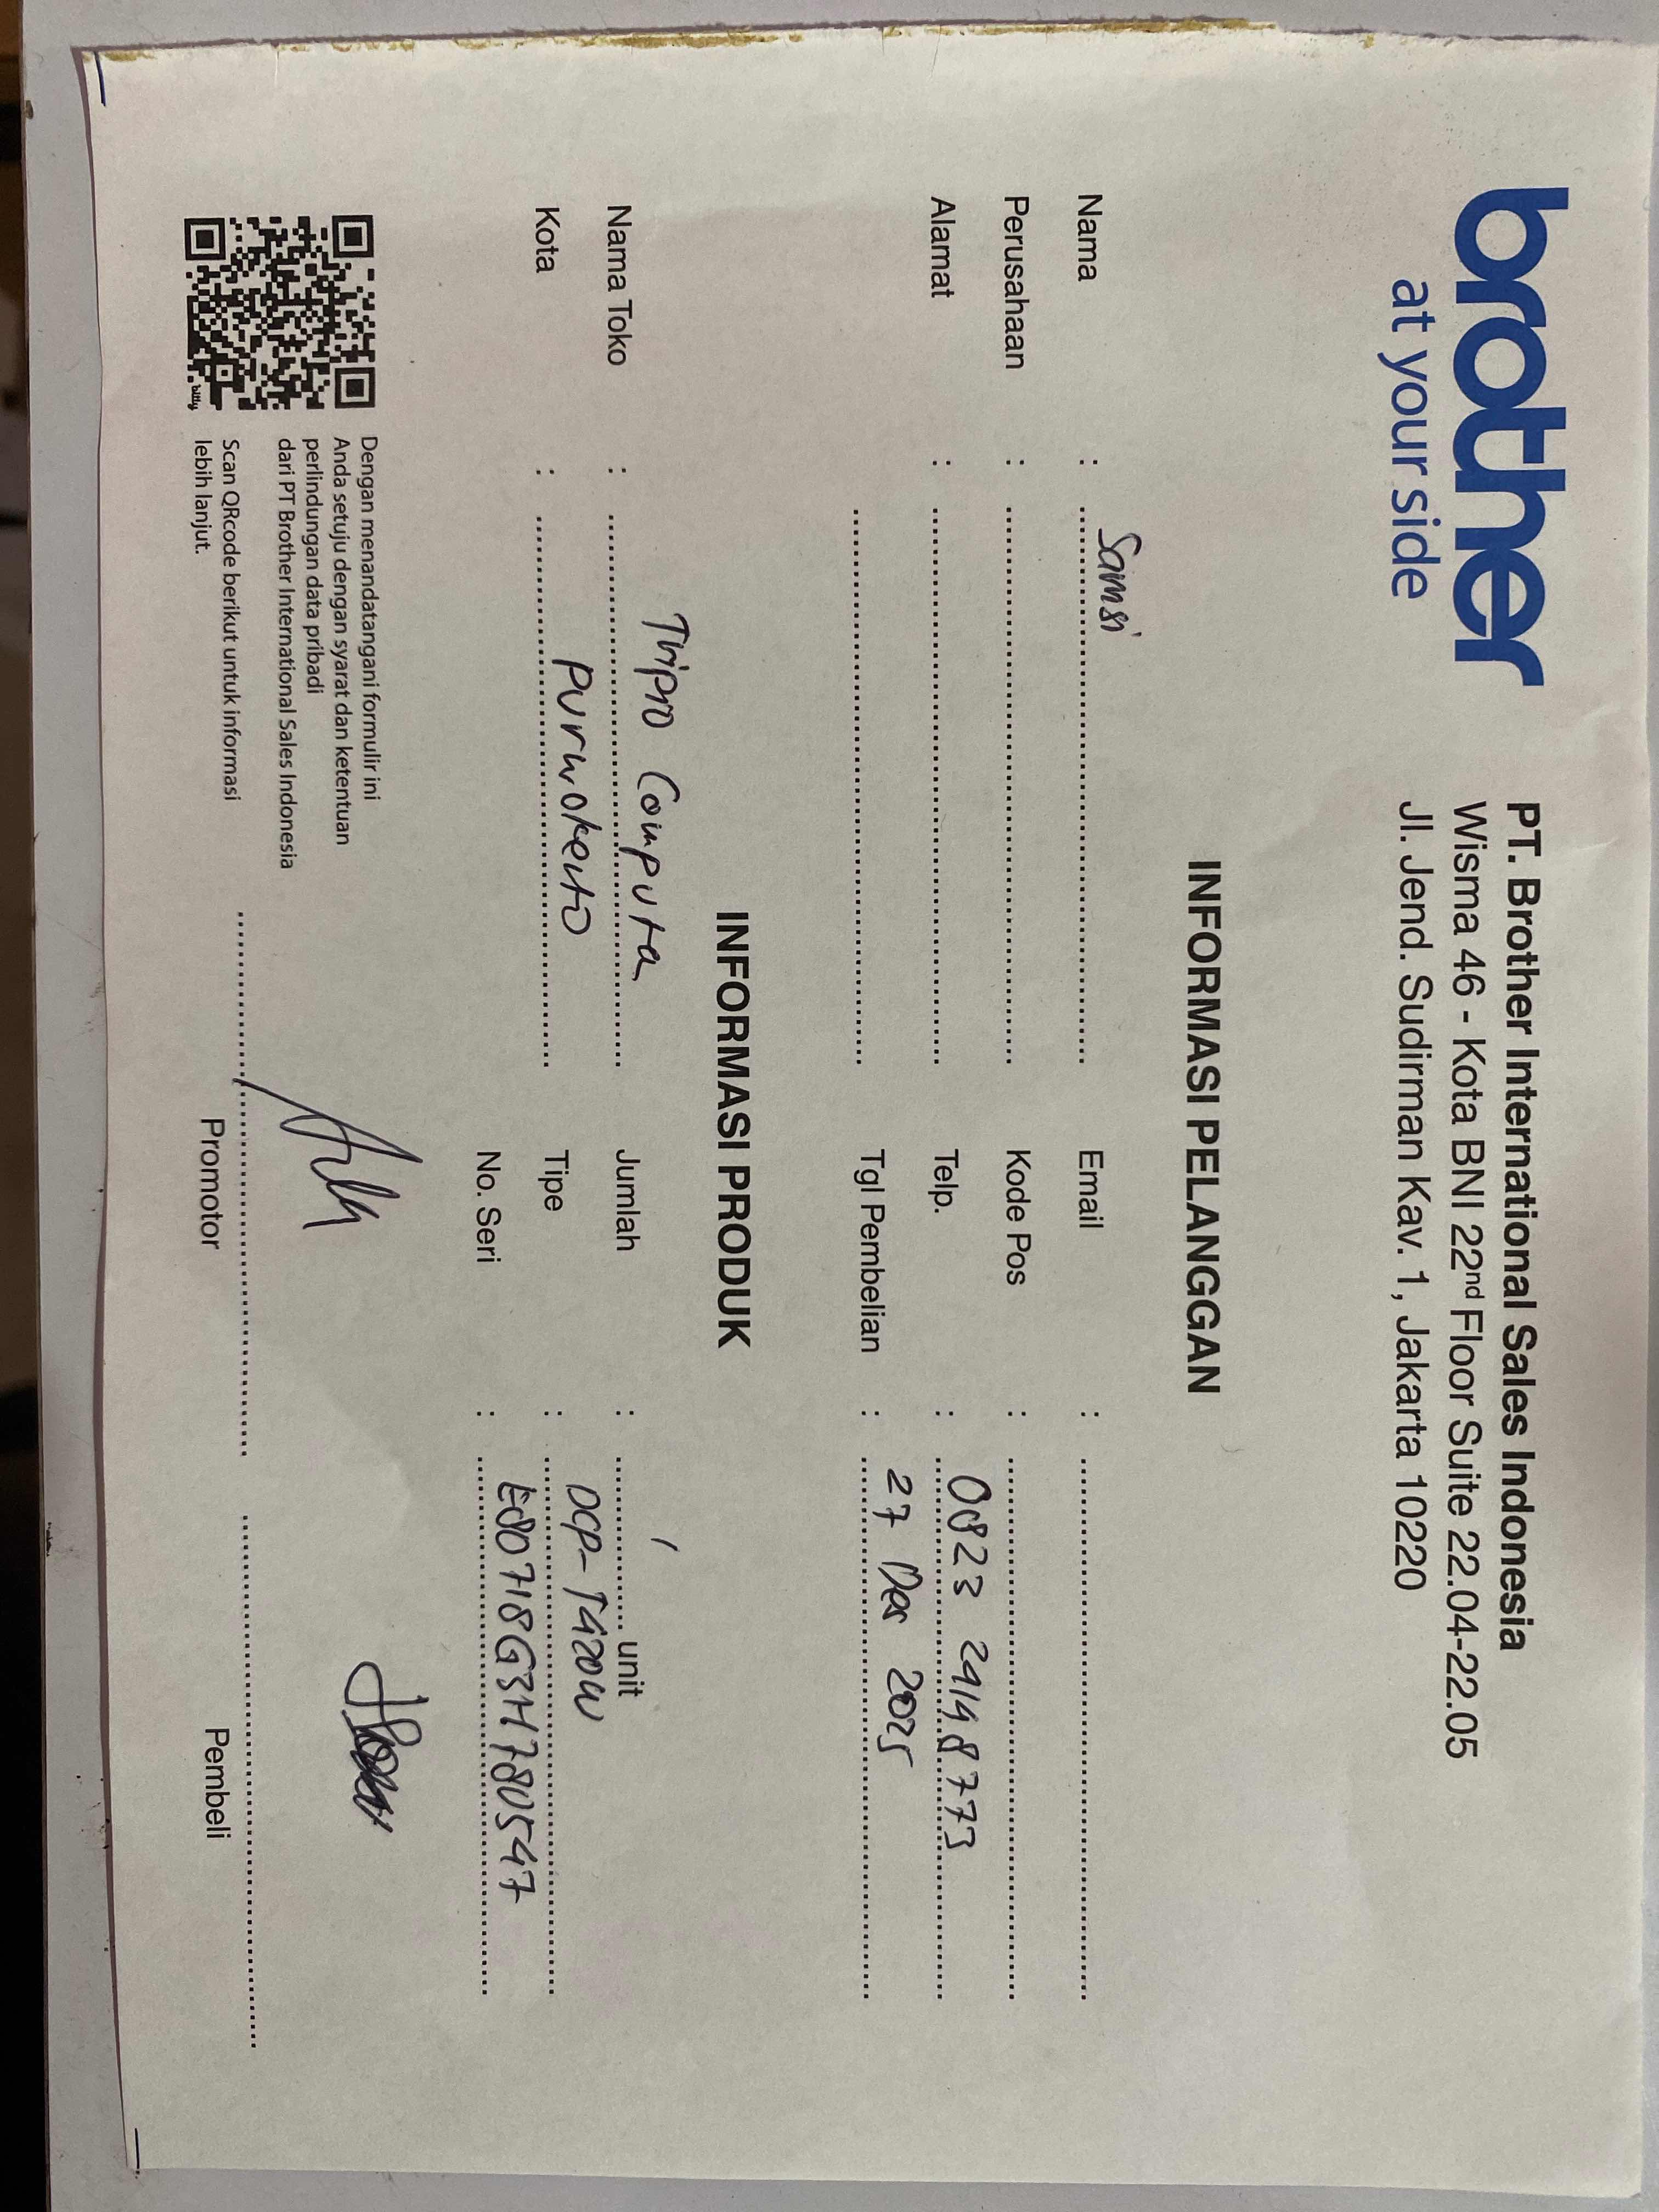 brother
at your side
PT. Brother International Sales Indonesia
Wisma 46 - Kota BNI 22nd Floor Suite 22.04-22.05
Jl. Jend. Sudirman Kav. 1, Jakarta 10220
INFORMASI PELANGGAN
Nama : Samsi
Email :
Perusahaan :
Kode Pos :
Alamat :
Telp. : 0823 2414 8773
Tgl Pembelian : 27 Des 2025
INFORMASI PRODUK
Nama Toko : Tripro Computa
Jumlah : 1 unit
Kota : Purwokerto
Tipe : DCP-T420W
No. Seri : E80718G3H780547
Dengan menandatangani formulir ini
Anda setuju dengan syarat dan ketentuan
perlindungan data pribadi
dari PT Brother International Sales Indonesia
Scan QRcode berikut untuk informasi
lebih lanjut.
bitly
Promotor
Pembeli